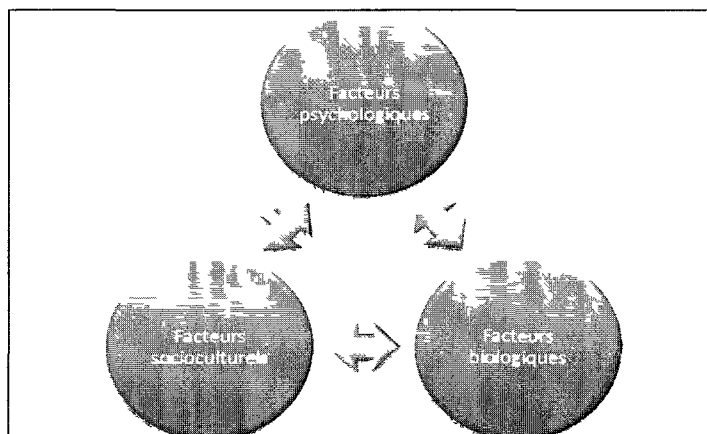 Facteurs
psychologiques
Facteurs
socioculturels
Facteurs
biologiques